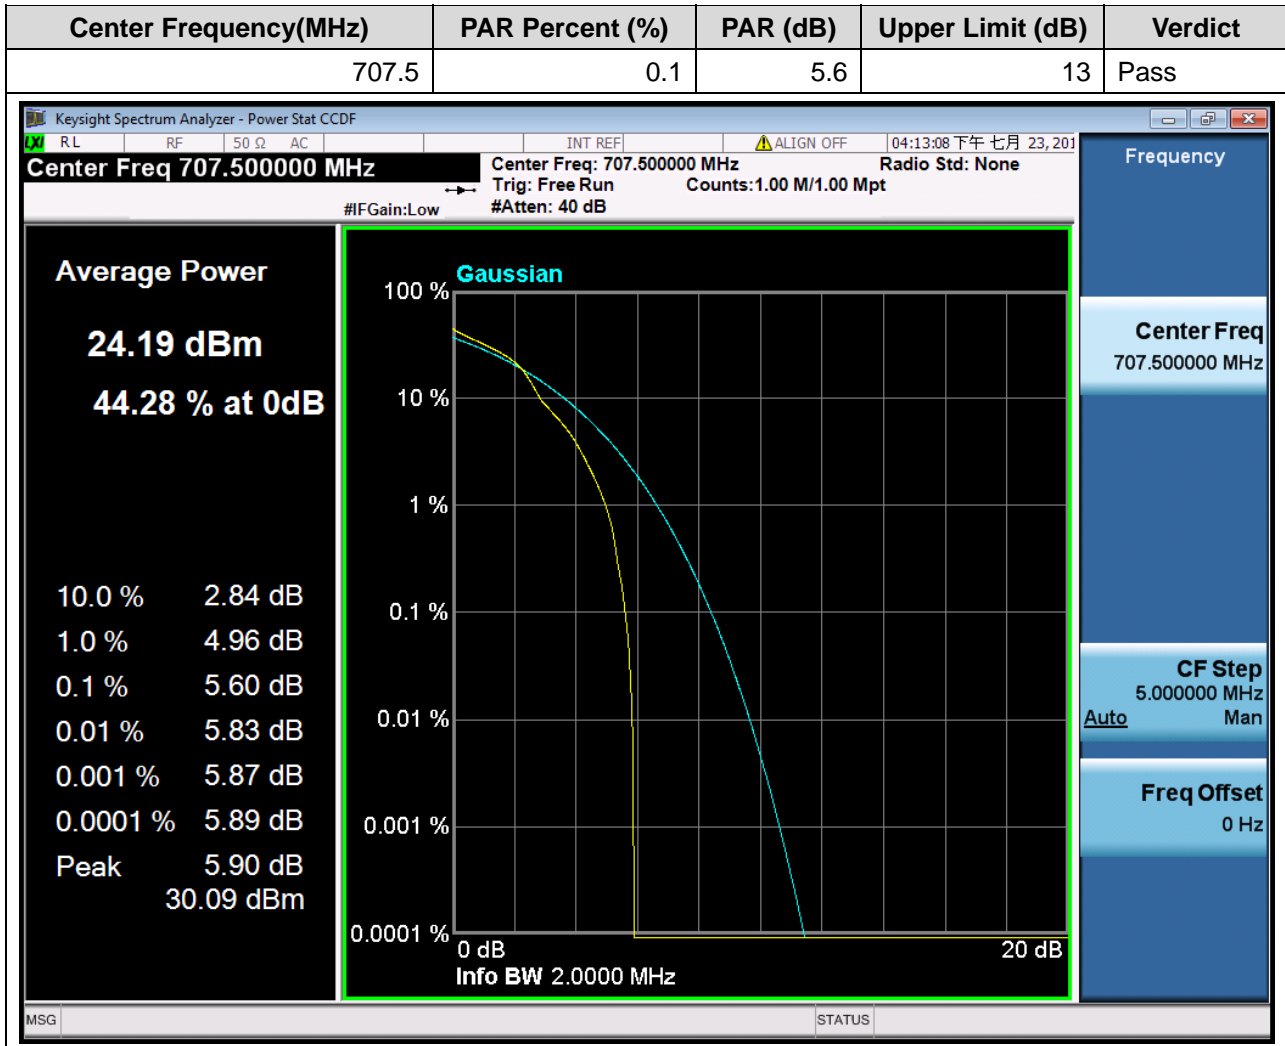 Center Frequency(MHz) PAR Percent (%) PAR (dB) Upper Limit (dB) Verdict
707.5 0.1 5.6 13 Pass
Keysight Spectrum Analyzer - Power Stat CCDF
LXI RL RF 50 Ω AC INT REF ALIGN OFF 04:13:08下午 七月 23, 201
Center Freq 707.500000 MHz
#IFGain:Low
Center Freq: 707.500000 MHz Radio Std: None
Trig: Free Run Counts:1.00 M/1.00 Mpt
#Atten: 40 dB
Average Power
24.19 dBm
44.28 % at 0dB
10.0 % 2.84 dB
1.0 % 4.96 dB
0.1 % 5.60 dB
0.01 % 5.83 dB
0.001 % 5.87 dB
0.0001 % 5.89 dB
Peak 5.90 dB
30.09 dBm
Gaussian
100 %
10 %
1 %
0.1 %
0.01 %
0.001 %
0.0001 %
0 dB 20 dB
Info BW 2.0000 MHz
Frequency
Center Freq
707.500000 MHz
CF Step
5.000000 MHz
Auto Man
Freq Offset
0 Hz
MSG STATUS